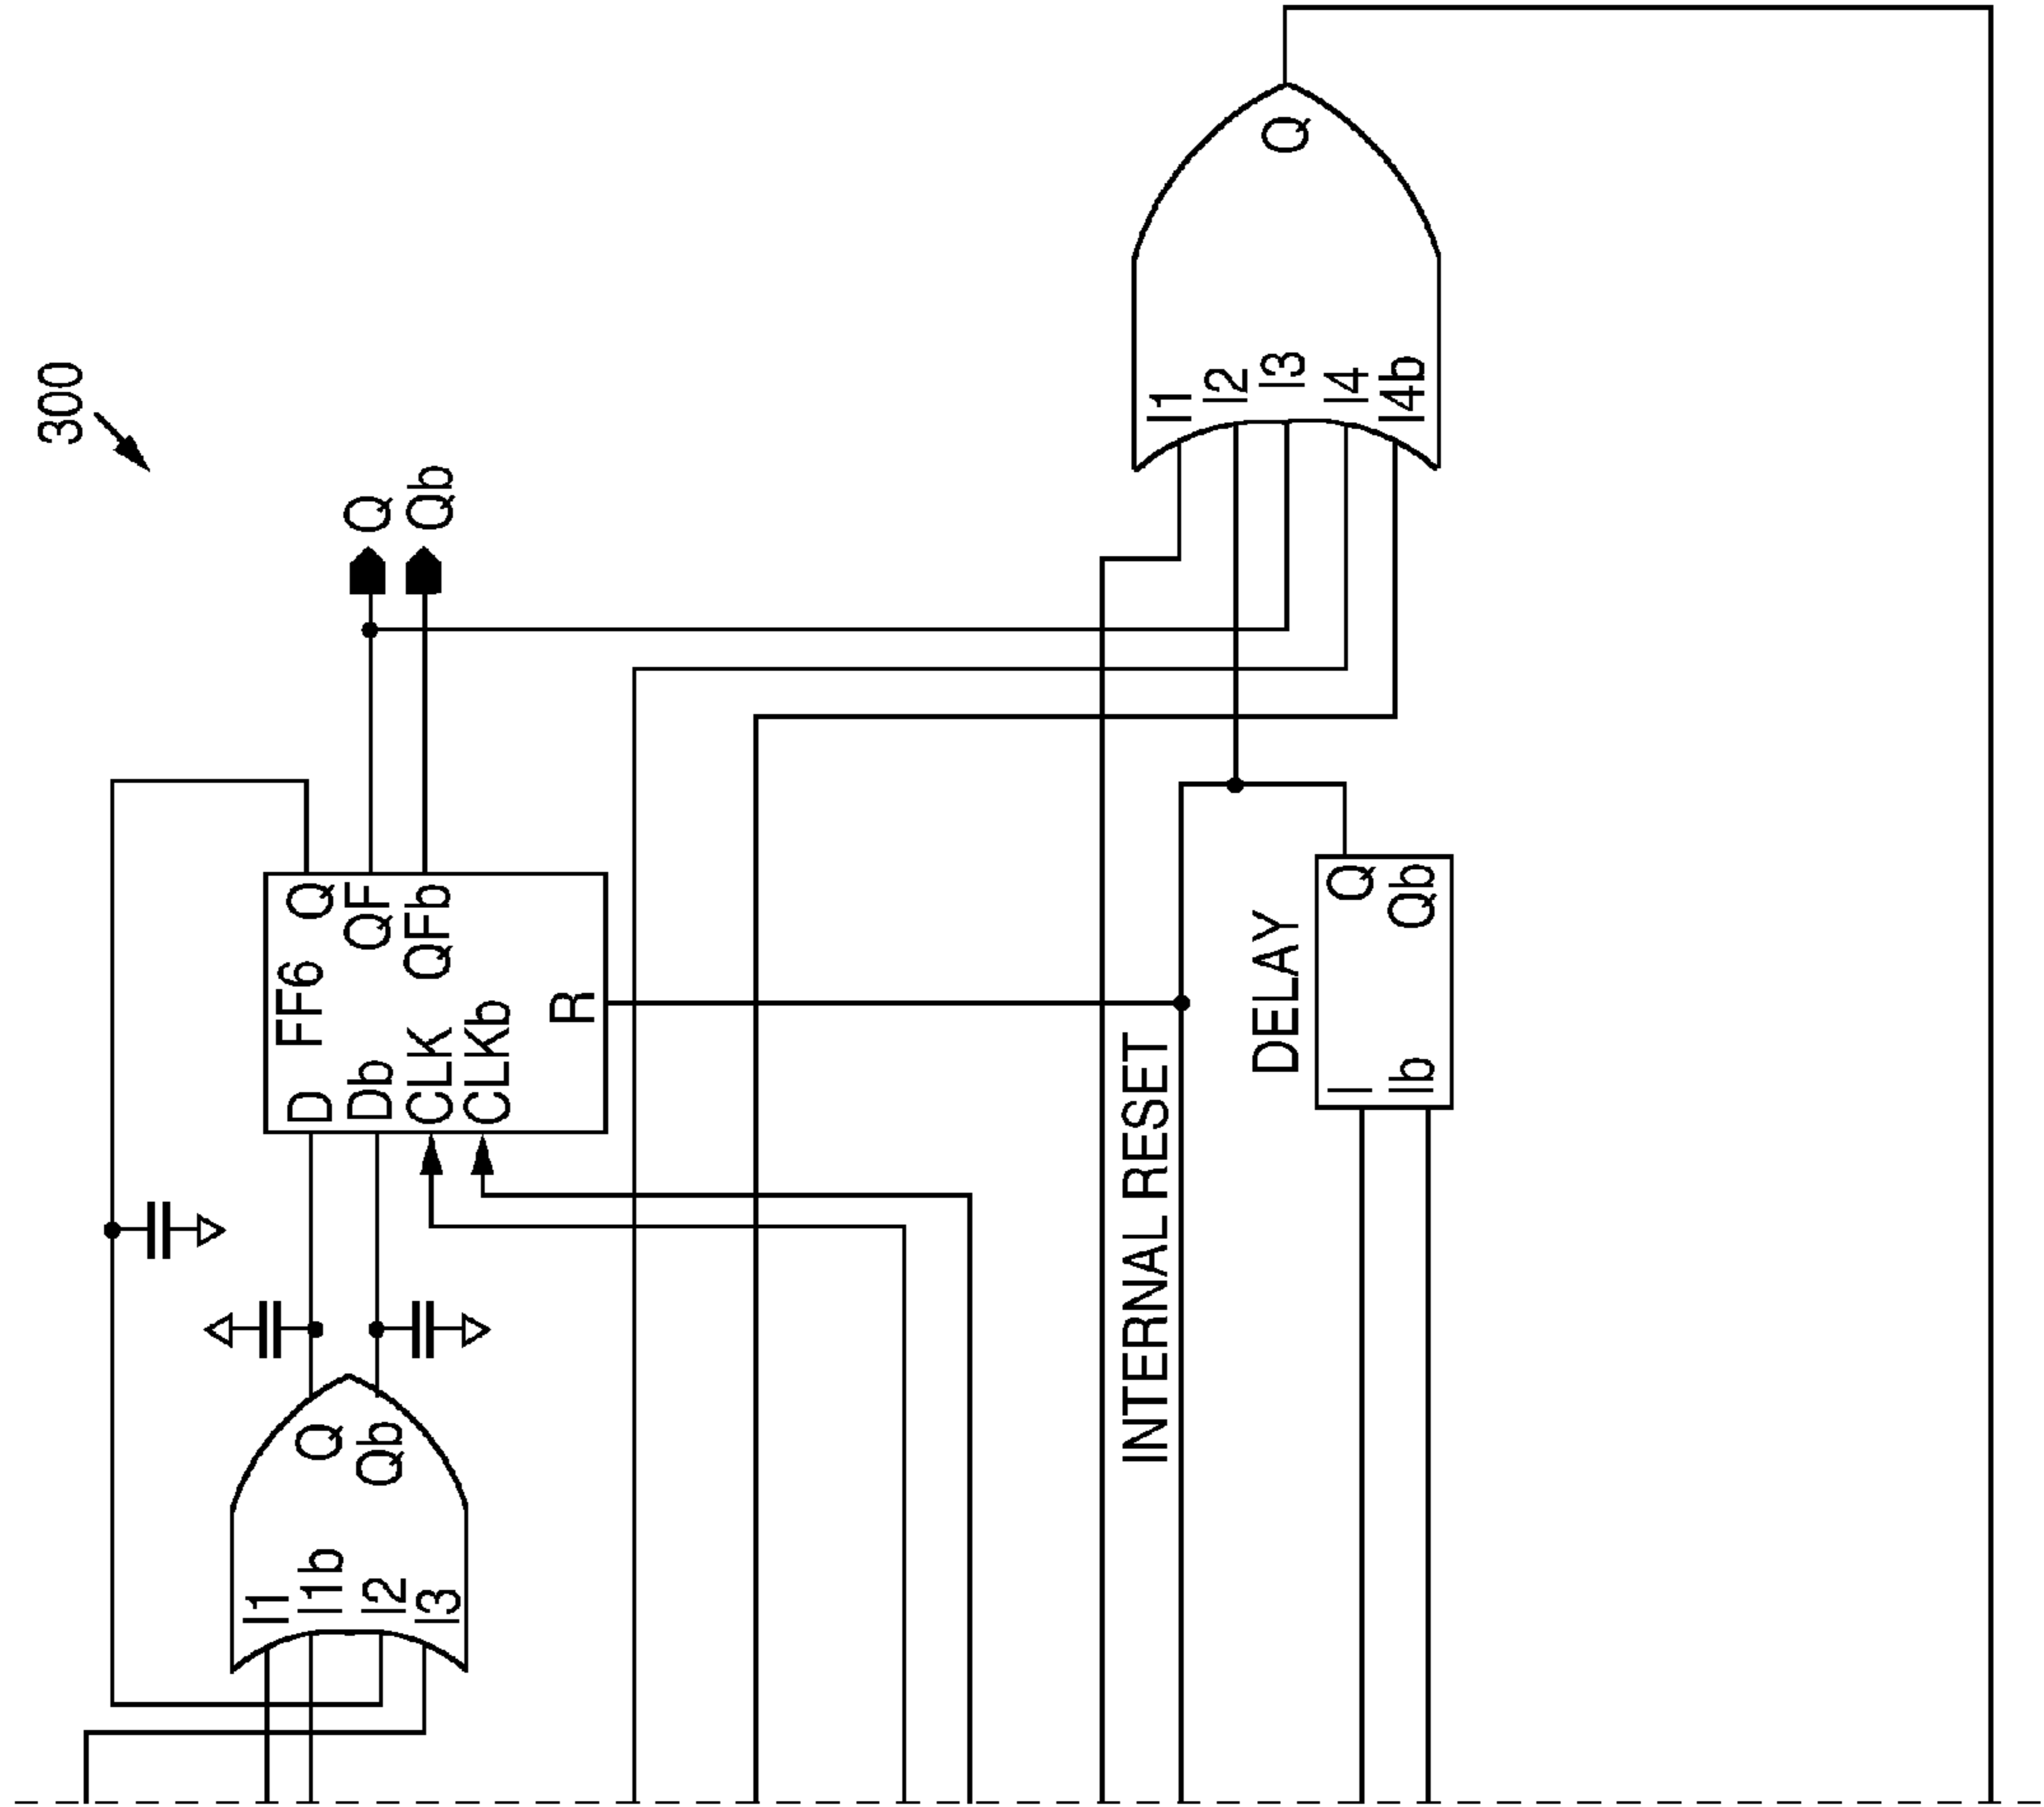 300
Q
Qb
D
Db
CLK
CLKb
FF6
Q
QF
QFb
R
I1
I1b
I2
I3
Q
Qb
I1
I2
I3
I4
I4b
Q
INTERNAL RESET
DELAY
I
Ib
Q
Qb